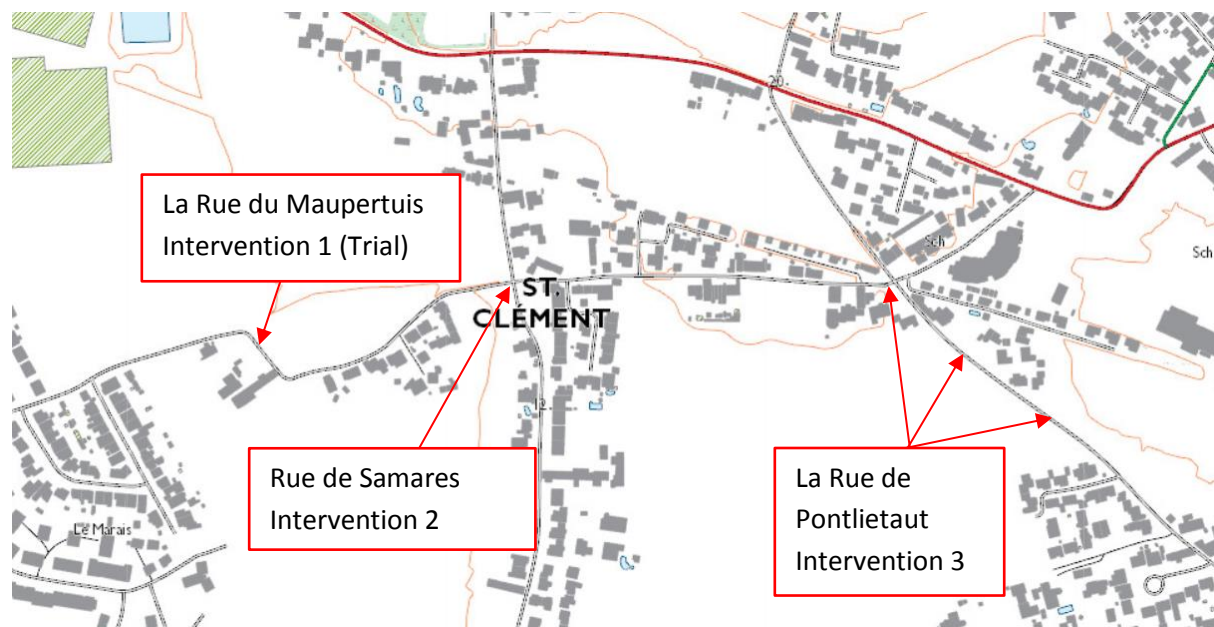 20.
La Rue du Maupertuis
Intervention 1 (Trial)
Sch
Sch
ST.
CLÉMENT
12
Rue de Samares
Intervention 2
La Rue de
Pontlietaut
Intervention 3
Le Marais